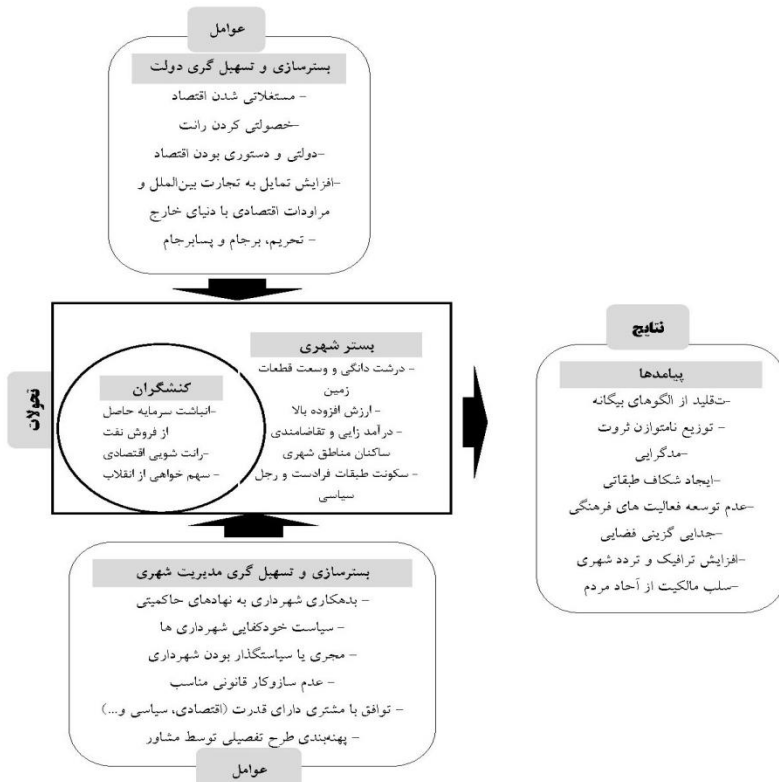 عوامل
بسترسازی و تسهیل گری دولت
- مستغلاتی شدن اقتصاد
-خصولتی کردن رانت
-دولتی و دستوری بودن اقتصاد
-افزایش تمایل به تجارت بین‌الملل و
مراودات اقتصادی با دنیای خارج
- تحریم، برجام و پسابرجام
تحولات
بستر شهری
- درشت دانگی و وسعت قطعات
زمین
- ارزش افزوده بالا
-درآمد زایی و تقاضامندی
ساکنان مناطق شهری
-سکونت طبقات فرادست و رجل
سیاسی
کنشگران
-انباشت سرمایه حاصل
از فروش نفت
-رانت شویی اقتصادی
-سهم خواهی از انقلاب
نتایج
پیامدها
-تقلید از الگوهای بیگانه
- توزیع نامتوازن ثروت
-مدگرایی
-ایجاد شکاف طبقاتی
-عدم توسعه فعالیت های فرهنگی
-جدایی گزینی فضایی
-افزایش ترافیک و تردد شهری
-سلب مالکیت از آحاد مردم
بسترسازی و تسهیل گری مدیریت شهری
- بدهکاری شهرداری به نهادهای حاکمیتی
- سیاست خودکفایی شهرداری ها
- مجری یا سیاستگذار بودن شهرداری
- عدم سازوکار قانونی مناسب
- توافق با مشتری دارای قدرت (اقتصادی، سیاسی و...)
- پهنه‌بندی طرح تفصیلی توسط مشاور
عوامل